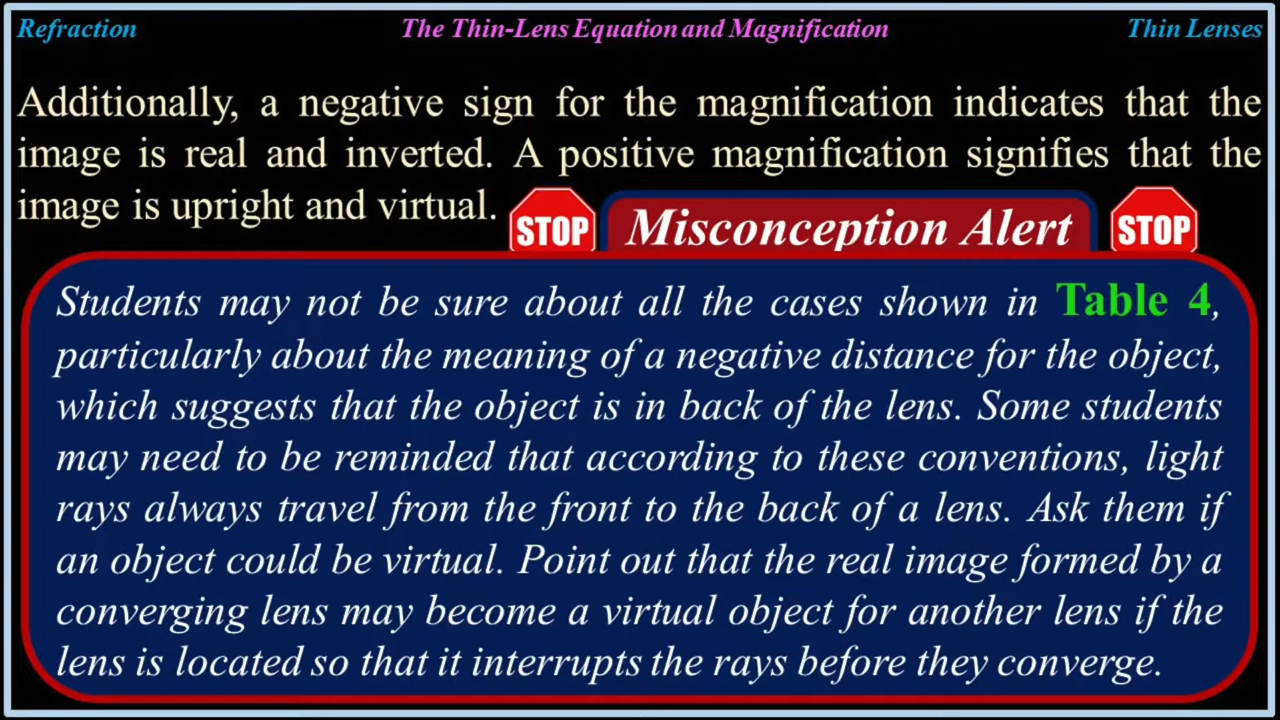 Refraction The Thin-Lens Equation and Magnification Thin Lenses
Additionally, a negative sign for the magnification indicates that the
image is real and inverted. A positive magnification signifies that the
image is upright and virtual.
STOP Misconception Alert STOP
Students may not be sure about all the cases shown in Table 4,
particularly about the meaning of a negative distance for the object,
which suggests that the object is in back of the lens. Some students
may need to be reminded that according to these conventions, light
rays always travel from the front to the back of a lens. Ask them if
an object could be virtual. Point out that the real image formed by a
converging lens may become a virtual object for another lens if the
lens is located so that it interrupts the rays before they converge.